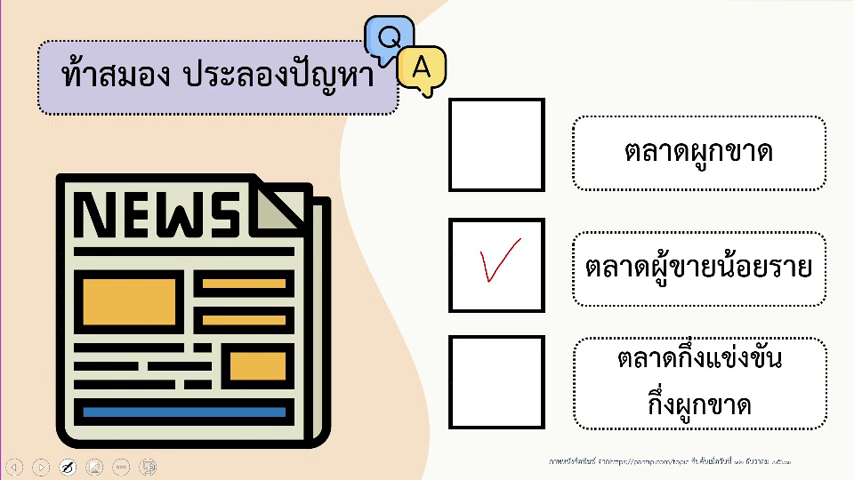 ท้าสมอง ประลองปัญหา
Q
A
NEWS
ตลาดผูกขาด
ตลาดผู้ขายน้อยราย
ตลาดกึ่งแข่งขัน
กึ่งผูกขาด